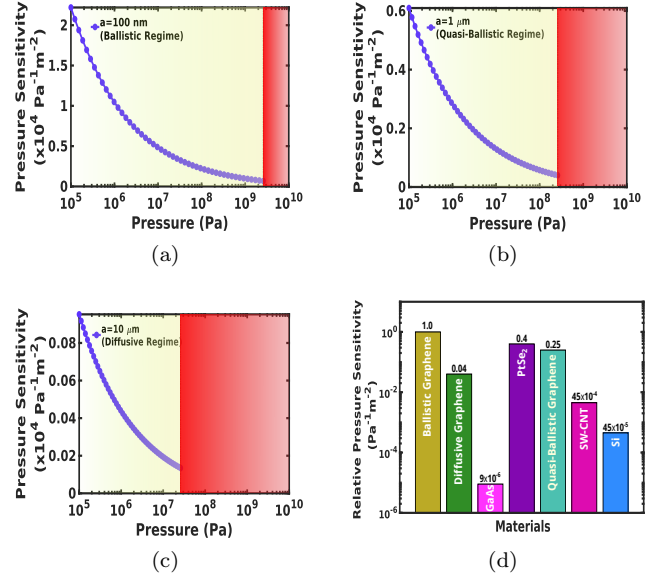 Pressure Sensitivity
(x10⁴ Pa⁻¹m⁻²)
2
1.5
1
0.5
0
a=100 nm
(Ballistic Regime)
10⁵ 10⁶ 10⁷ 10⁸ 10⁹ 10¹⁰
Pressure (Pa)
(a)
Pressure Sensitivity
(x10⁴ Pa⁻¹m⁻²)
0.6
0.4
0.2
0
a=1 μm
(Quasi-Ballistic Regime)
10⁵ 10⁶ 10⁷ 10⁸ 10⁹ 10¹⁰
Pressure (Pa)
(b)
Pressure Sensitivity
(x10⁴ Pa⁻¹m⁻²)
0.08
0.06
0.04
0.02
0
a=10 μm
(Diffusive Regime)
10⁵ 10⁶ 10⁷ 10⁸ 10⁹ 10¹⁰
Pressure (Pa)
(c)
Relative Pressure Sensitivity
(Pa⁻¹m⁻²)
10⁰
10⁻²
10⁻⁴
10⁻⁶
1.0
Ballistic Graphene
0.04
Diffusive Graphene
9x10⁻⁶
GaAs
0.4
PtSe₂
0.25
Quasi-Ballistic Graphene
45x10⁻⁴
SW-CNT
45x10⁻⁵
Si
Materials
(d)